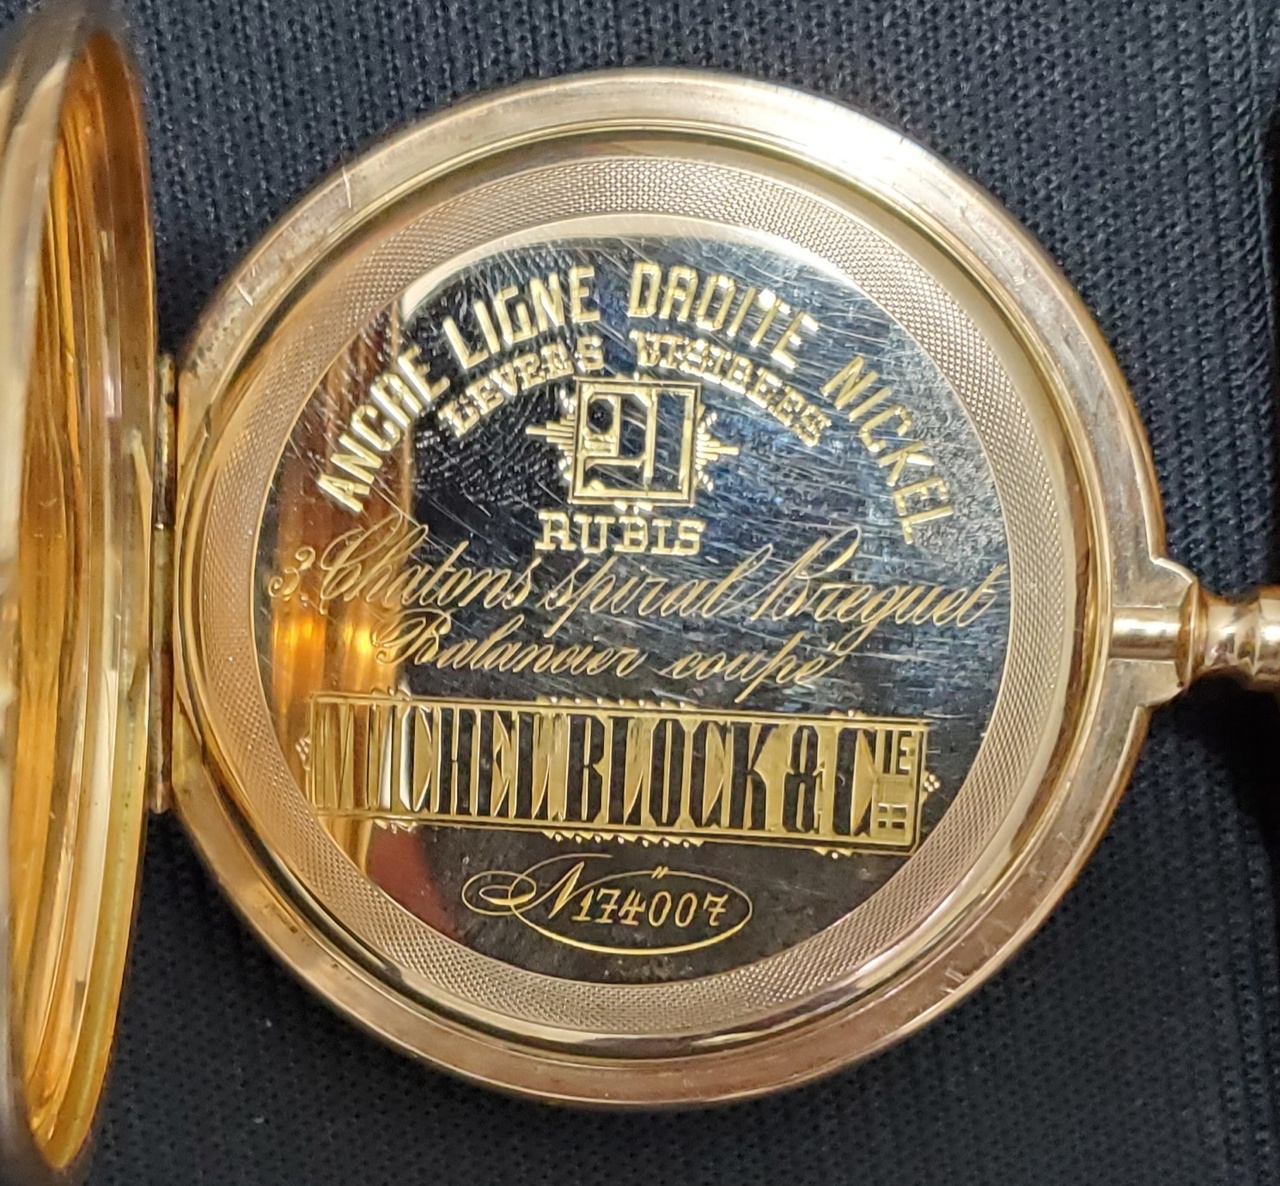 ANCRE LIGNE DROITE NICKEL
LEVEES VISIBLES
21
RUBIS
3 Chatons spiral Breguet
Balancier coupé
MICHEL BLOCK & CIE
N 174007